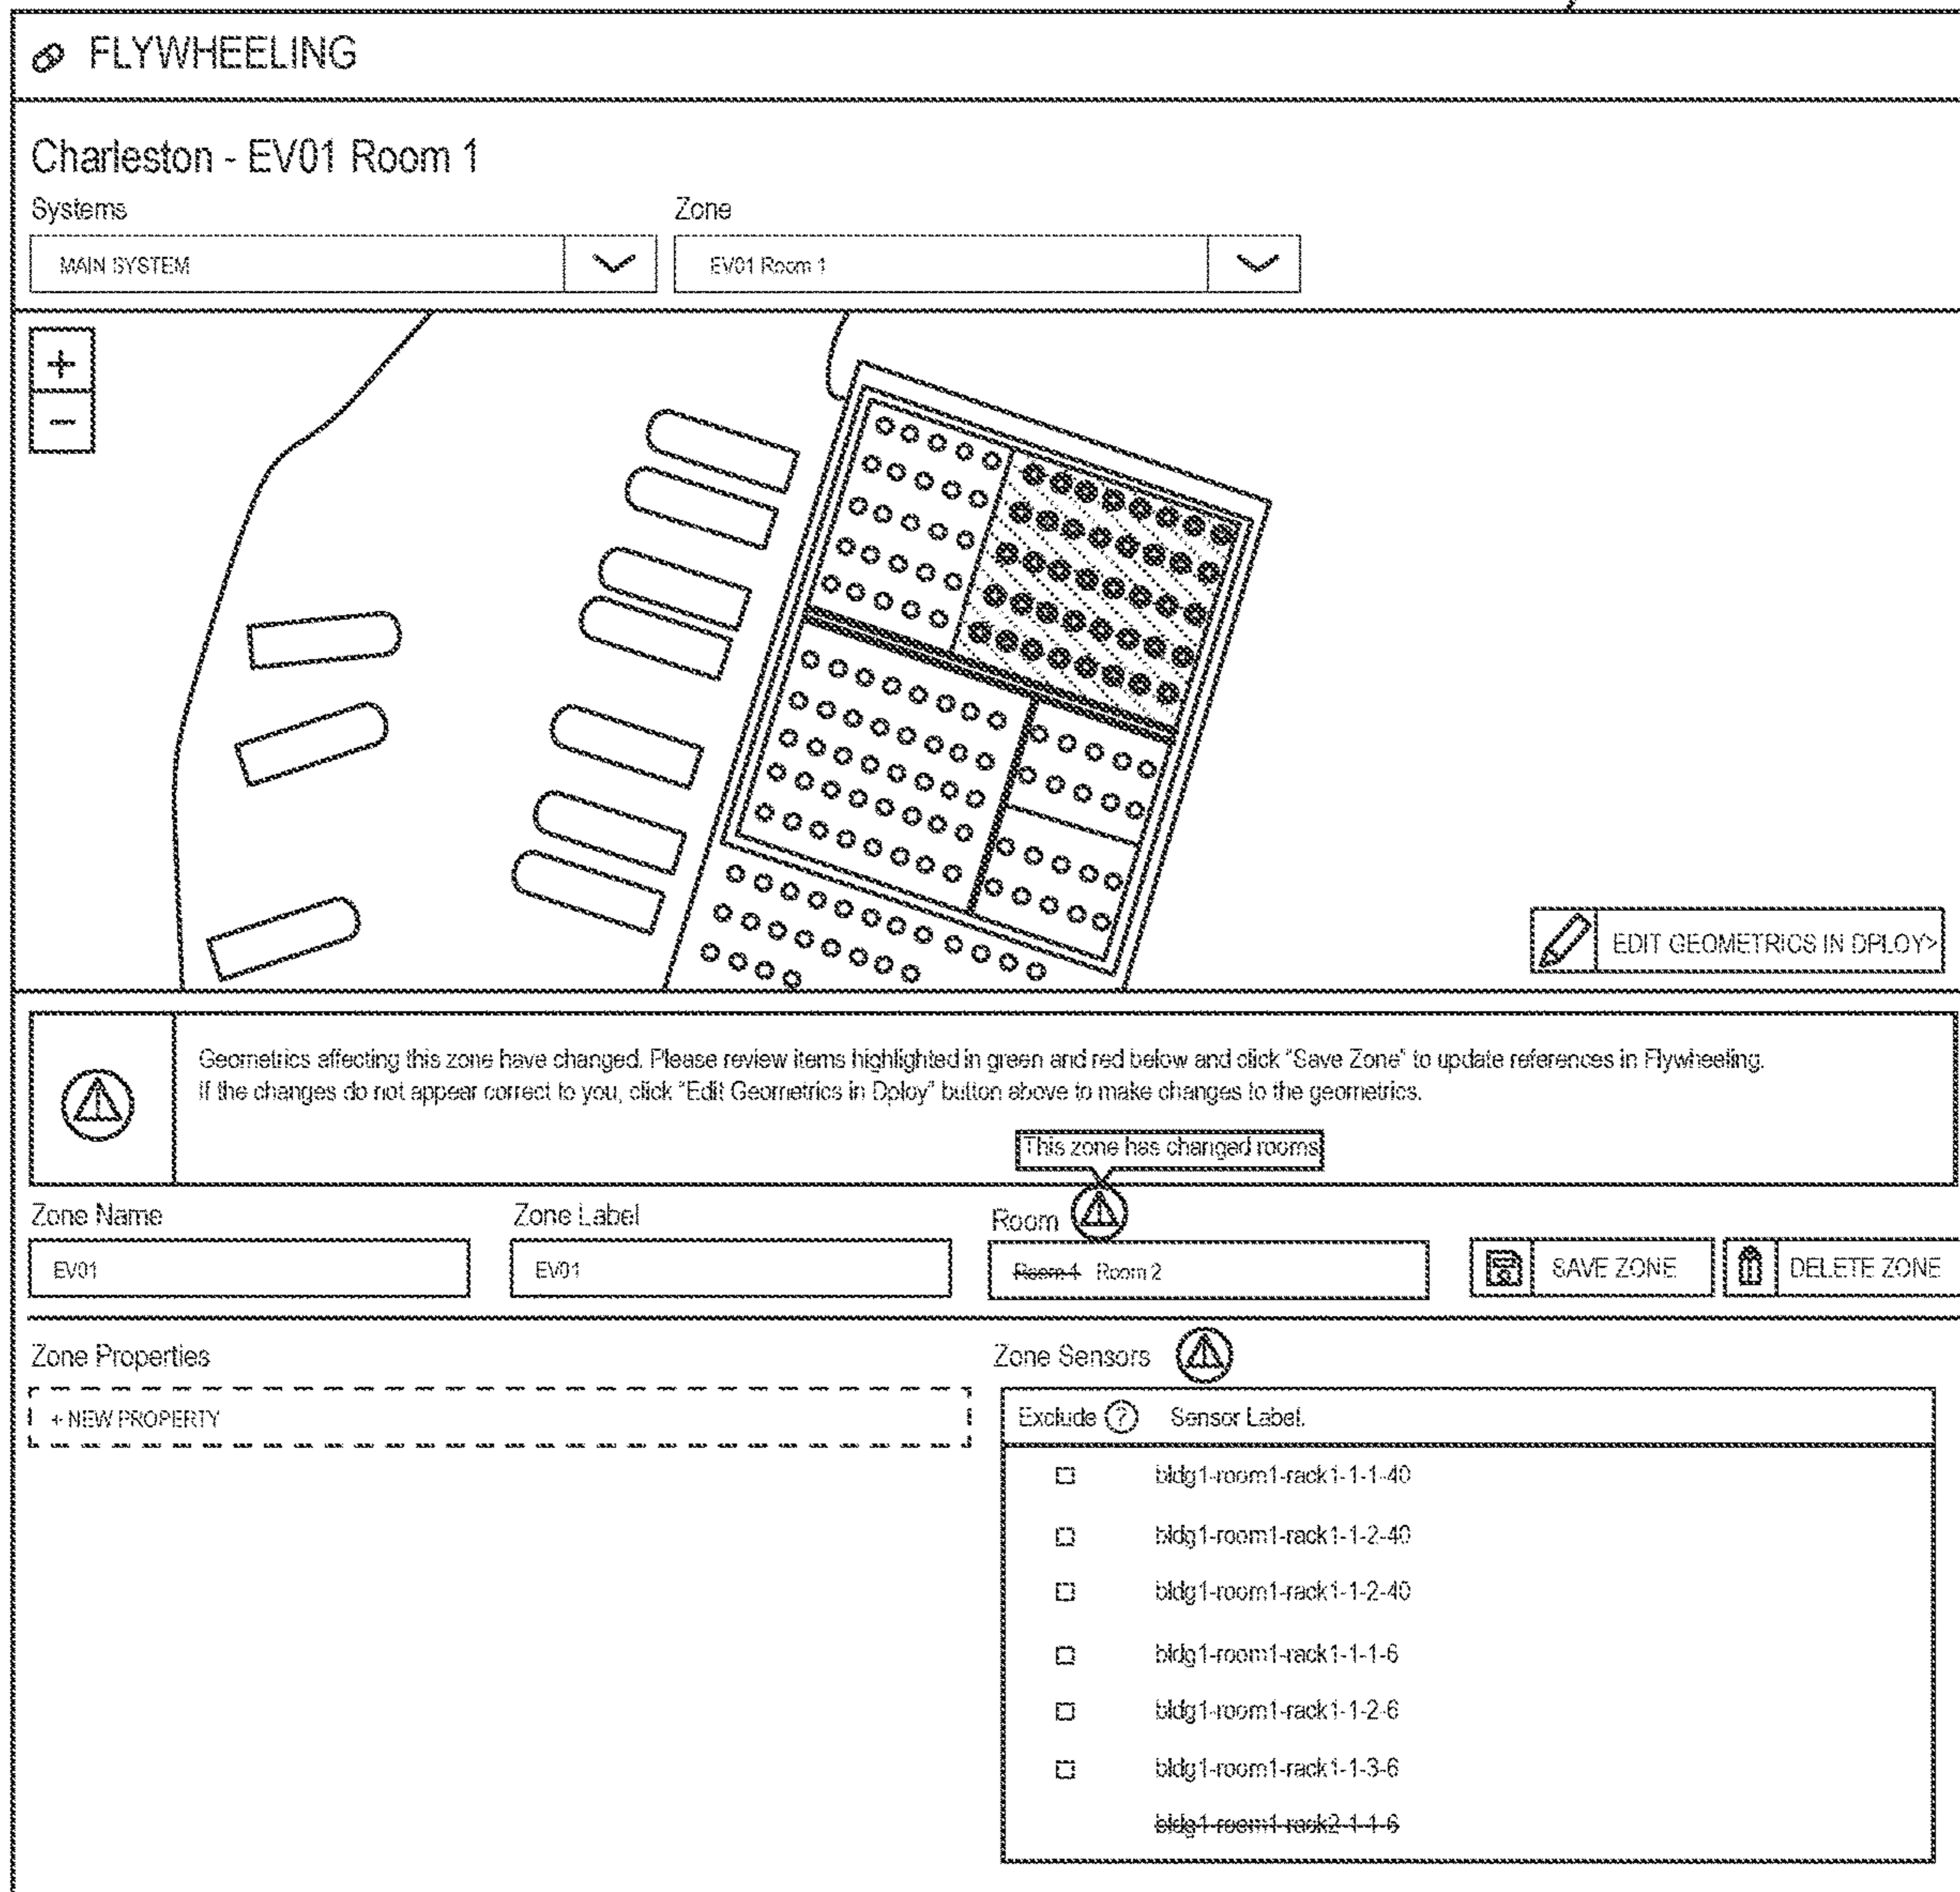 FLYWHEELING
Charleston - EV01 Room 1
Systems
Zone
MAIN SYSTEM
EV01 Room 1
+
−
EDIT GEOMETRICS IN DPLOY>
Geometrics affecting this zone have changed. Please review items highlighted in green and red below and click "Save Zone" to update references in Flywheeling.
If the changes do not appear correct to you, click "Edit Geometrics in Dploy" button above to make changes to the geometrics.
This zone has changed rooms
Zone Name
Zone Label
Room
EV01
EV01
Room 1 Room 2
SAVE ZONE
DELETE ZONE
Zone Properties
Zone Sensors
+ NEW PROPERTY
Exclude ? Sensor Label.
bldg1-room1-rack1-1-1-40
bldg1-room1-rack1-1-2-40
bldg1-room1-rack1-1-2-40
bldg1-room1-rack1-1-1-6
bldg1-room1-rack1-1-2-6
bldg1-room1-rack1-1-3-6
bldg1-room1-rack2-1-1-6